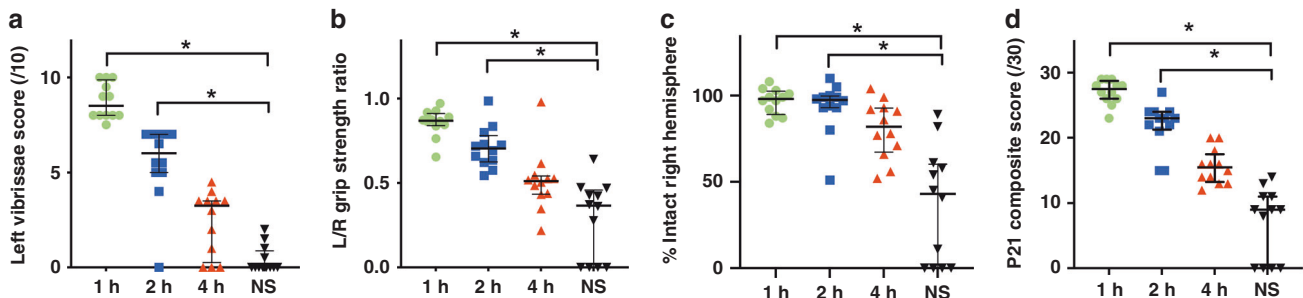 a
Left vibrissae score (/10)
*
*
10
5
0
1 h 2 h 4 h NS
b
L/R grip strength ratio
*
*
1.0
0.5
0.0
1 h 2 h 4 h NS
c
% Intact right hemisphere
*
*
100
50
0
1 h 2 h 4 h NS
d
P21 composite score (/30)
*
*
30
20
10
0
1 h 2 h 4 h NS